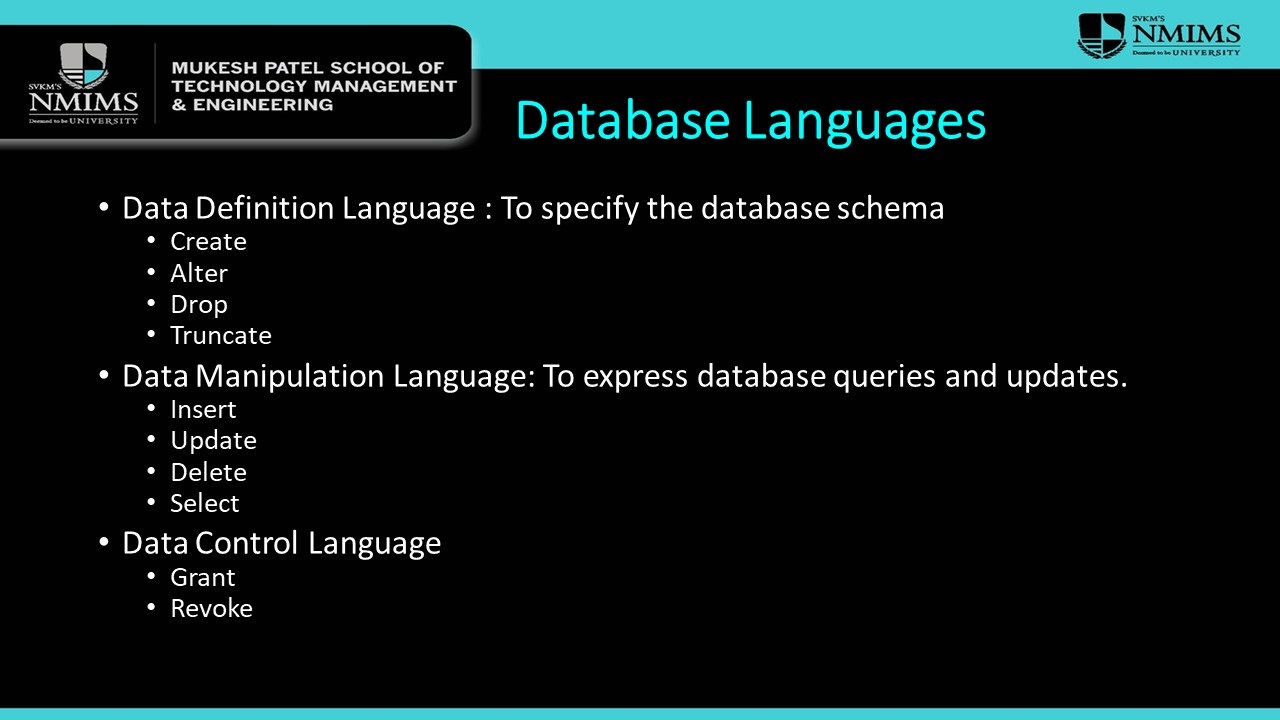 SVKM'S
NMIMS
Deemed to be UNIVERSITY
MUKESH PATEL SCHOOL OF
TECHNOLOGY MANAGEMENT
& ENGINEERING
SVKM'S
NMIMS
Deemed to be UNIVERSITY
Database Languages
• Data Definition Language : To specify the database schema
• Create
• Alter
• Drop
• Truncate
• Data Manipulation Language: To express database queries and updates.
• Insert
• Update
• Delete
• Select
• Data Control Language
• Grant
• Revoke